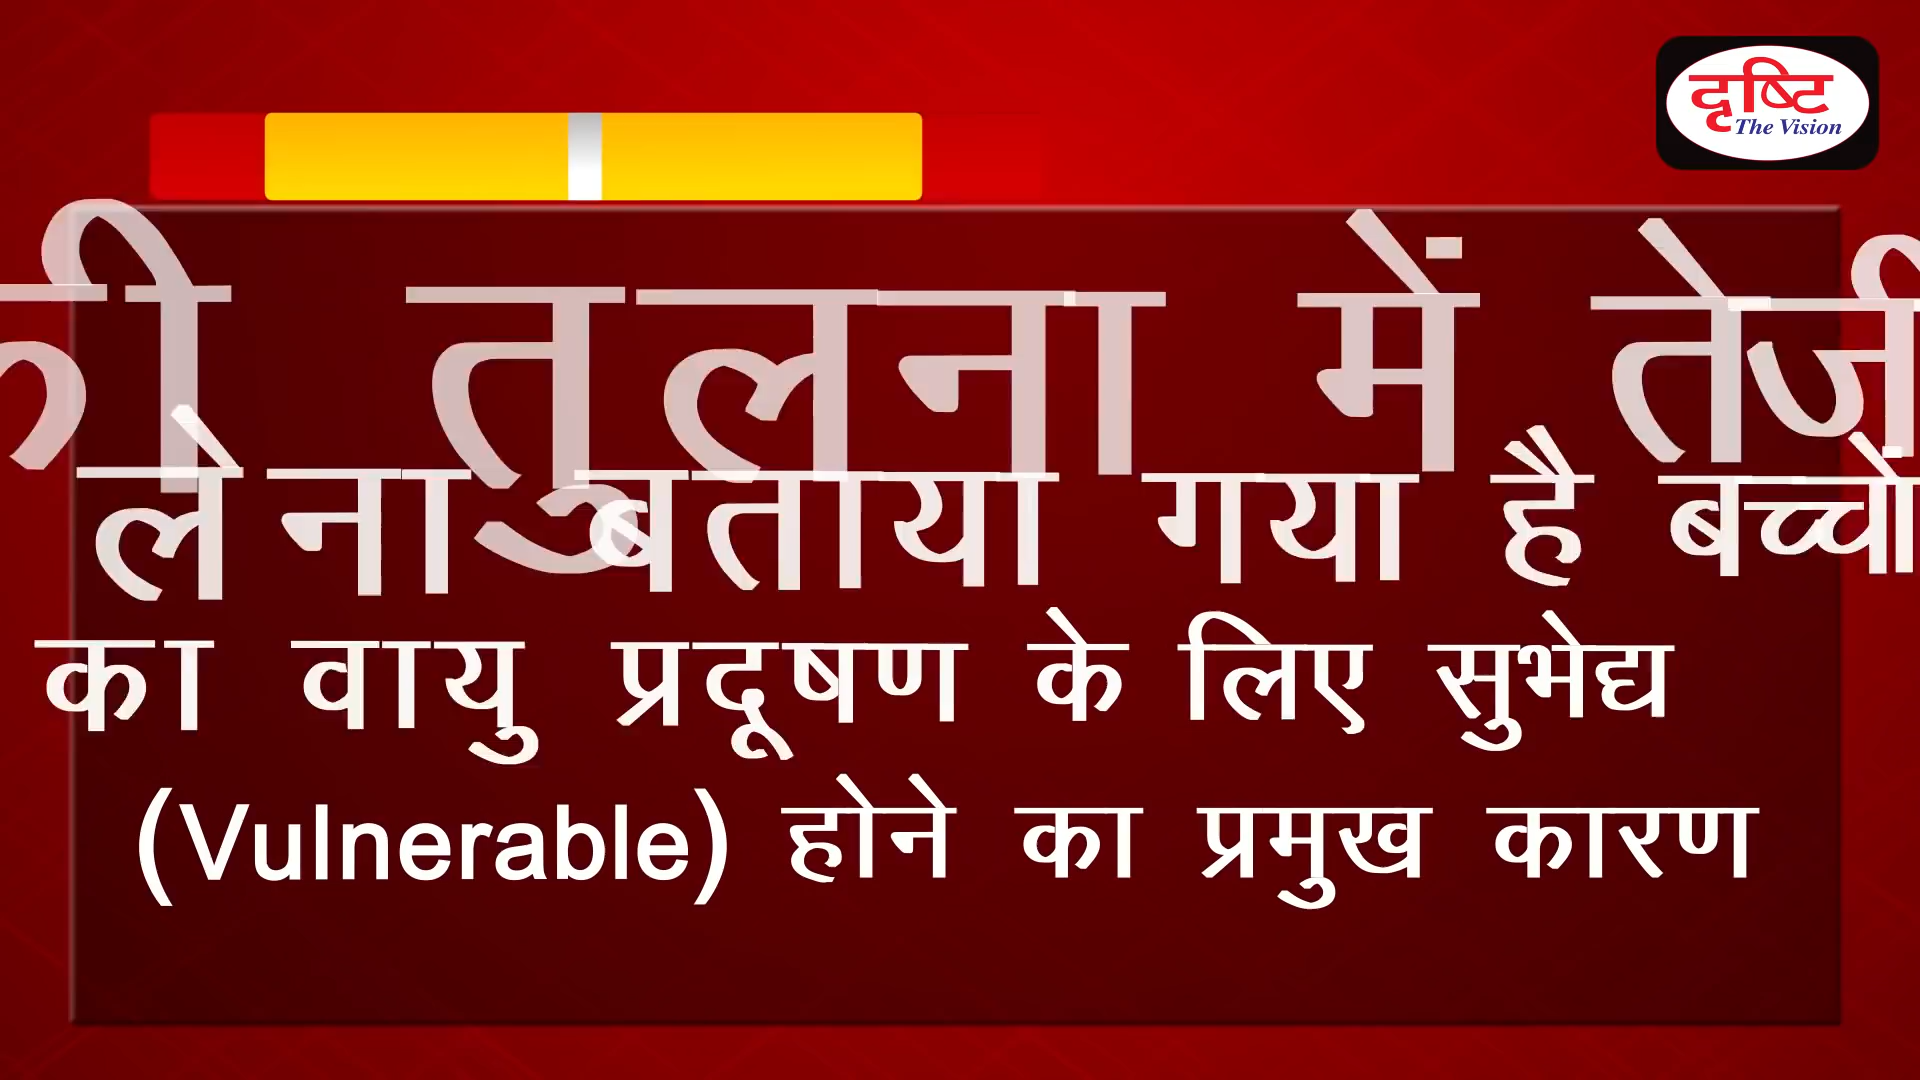 दृष्टि
The Vision
की तुलना में तेजी
लेना बताया गया है बच्चों
का वायु प्रदूषण के लिए सुभेद्य
(Vulnerable) होने का प्रमुख कारण